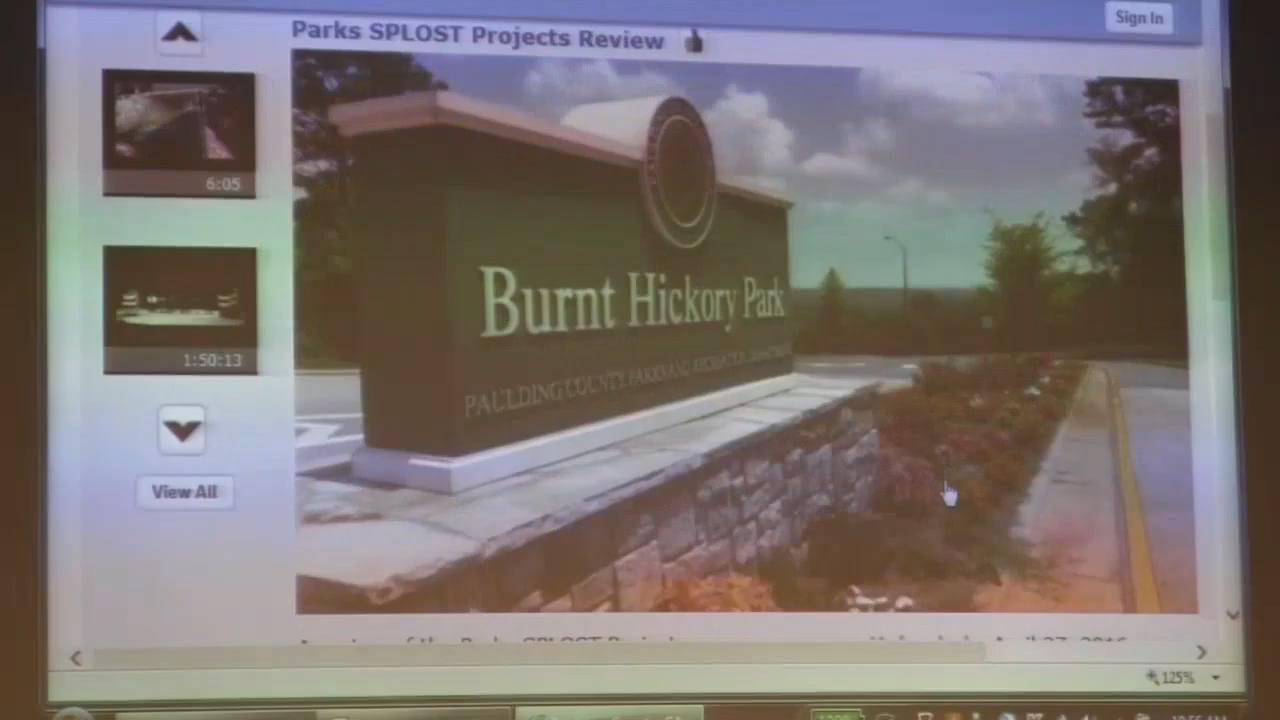 Sign In
Parks SPLOST Projects Review
6:05
Burnt Hickory Park
PAULDING COUNTY PARKS AND RECREATION DEPARTMENT
1:50:13
View All
125%